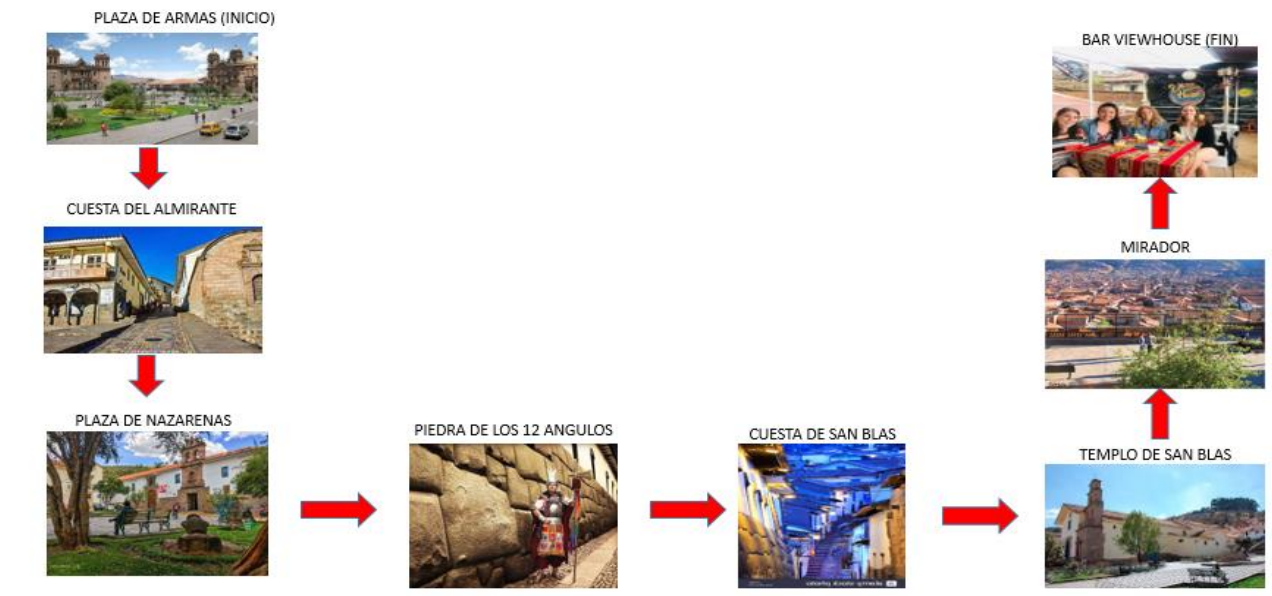 PLAZA DE ARMAS (INICIO)
CUESTA DEL ALMIRANTE
PLAZA DE NAZARENAS
PIEDRA DE LOS 12 ANGULOS
CUESTA DE SAN BLAS
TEMPLO DE SAN BLAS
MIRADOR
BAR VIEWHOUSE (FIN)